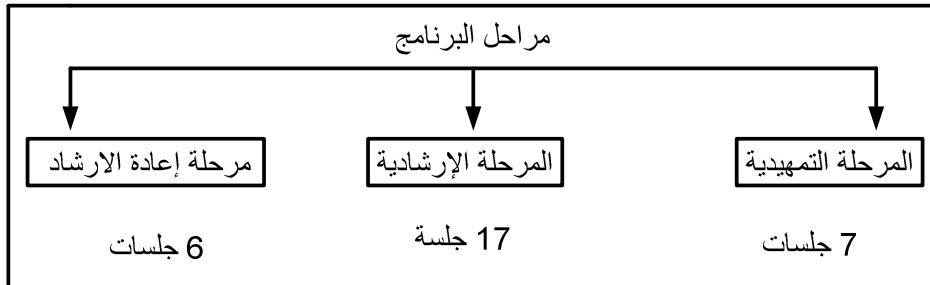 مراحل البرنامج
المرحلة التمهيدية
المرحلة الإرشادية
مرحلة إعادة الارشاد
7 جلسات
17 جلسة
6 جلسات